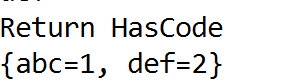 Return HasCode
{abc=1, def=2}